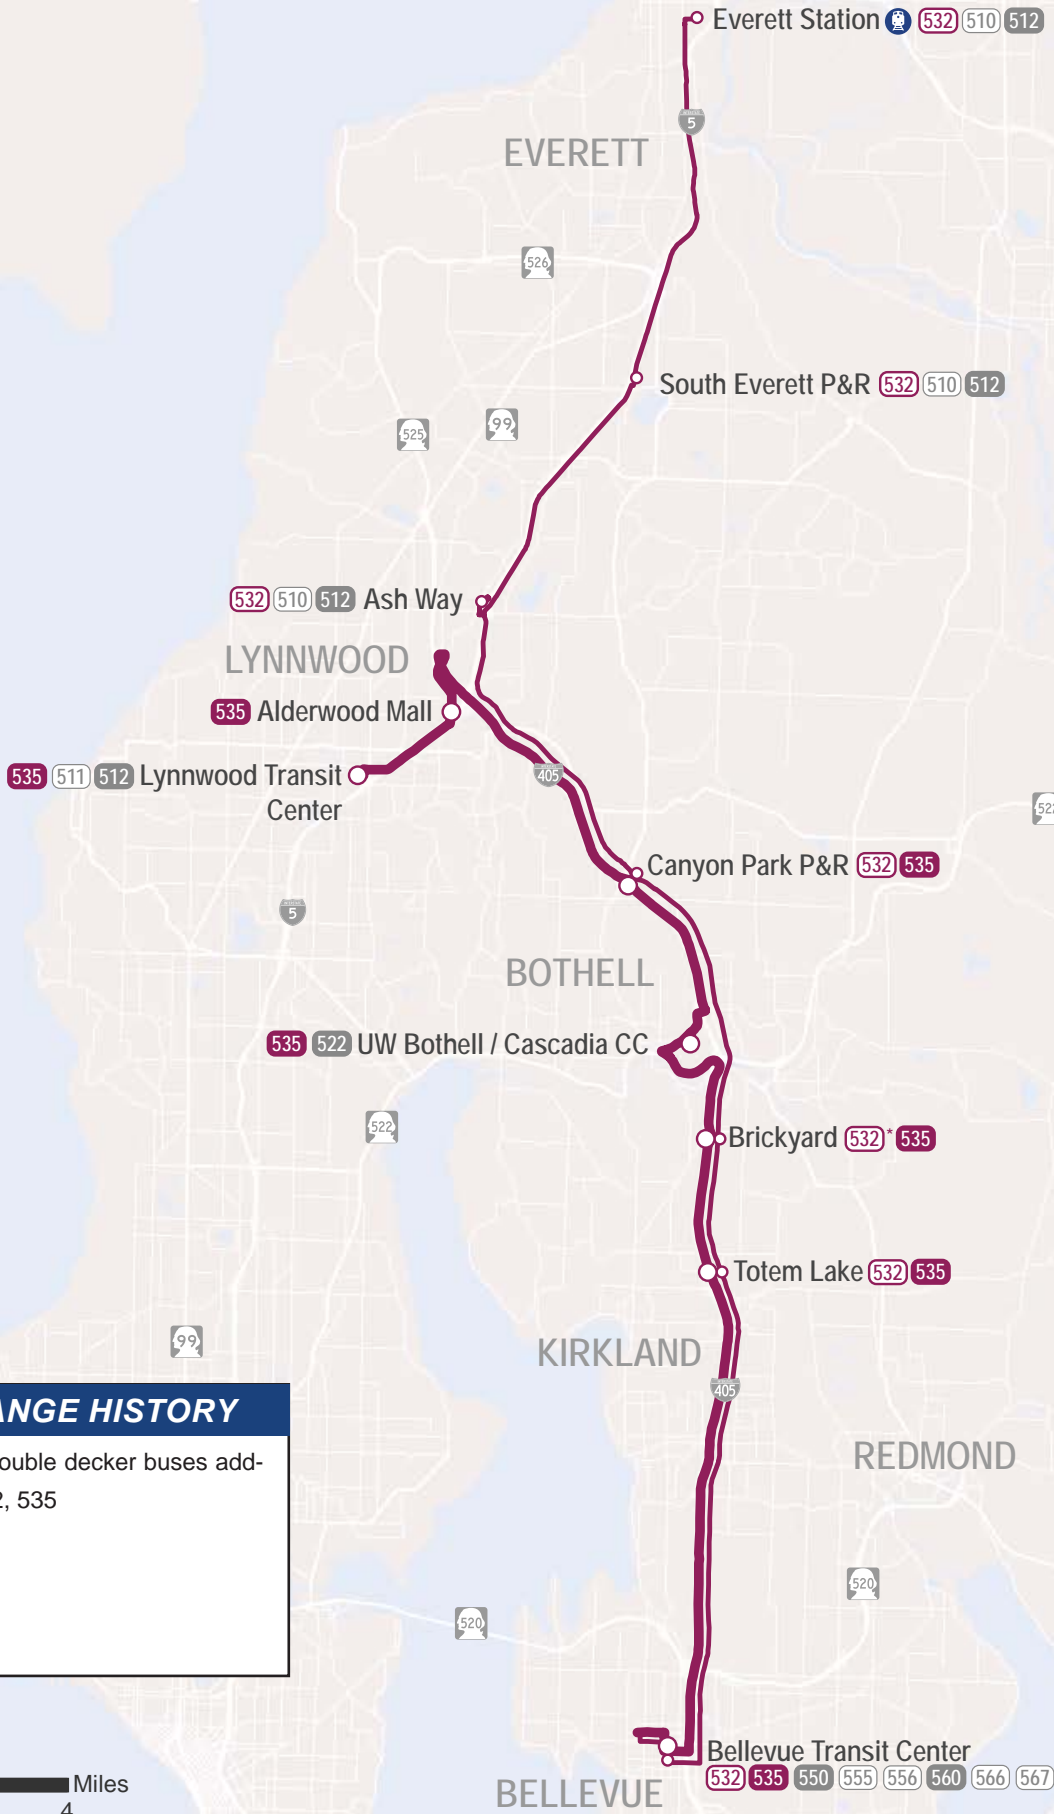 Everett Station 532 510 512
5
EVERETT
526
South Everett P&R 532 510 512
525
99
532 510 512 Ash Way
LYNNWOOD
535 Alderwood Mall
535 511 512 Lynnwood Transit
Center
405
522
Canyon Park P&R 532 535
5
BOTHELL
535 522 UW Bothell / Cascadia CC
522
Brickyard 532* 535
Totem Lake 532 535
99
KIRKLAND
405
ANGE HISTORY
ouble decker buses add-
2, 535
REDMOND
520
520
Bellevue Transit Center
532 535 550 555 556 560 566 567
BELLEVUE
Miles
4